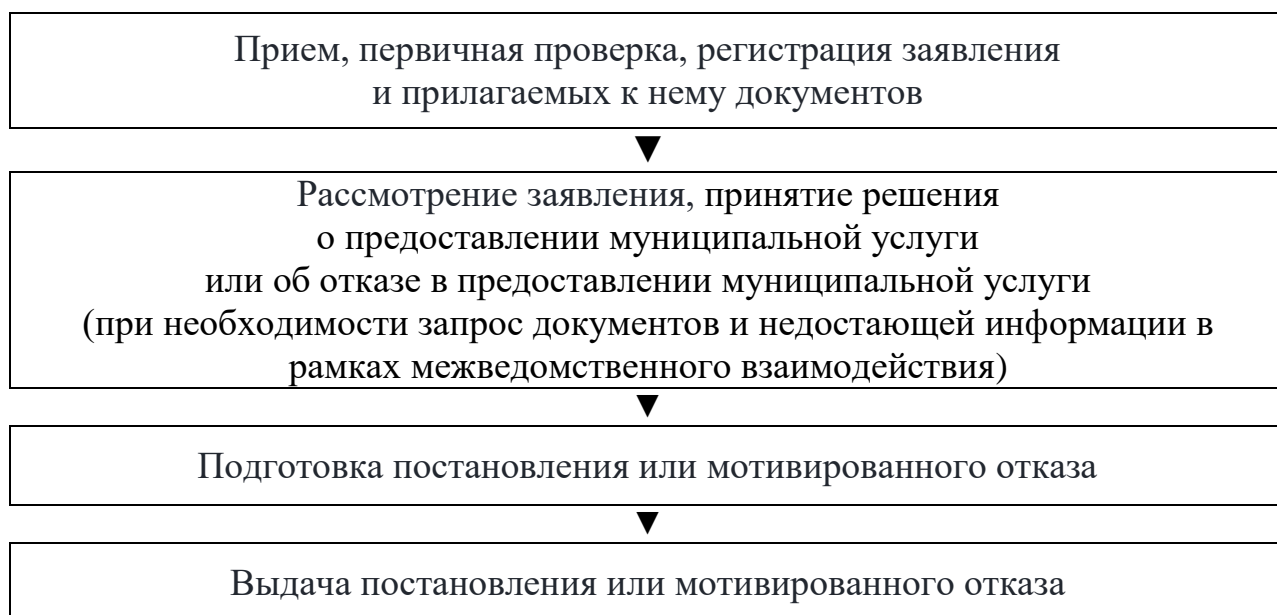 Прием, первичная проверка, регистрация заявления
и прилагаемых к нему документов
Рассмотрение заявления, принятие решения
о предоставлении муниципальной услуги
или об отказе в предоставлении муниципальной услуги
(при необходимости запрос документов и недостающей информации в
рамках межведомственного взаимодействия)
Подготовка постановления или мотивированного отказа
Выдача постановления или мотивированного отказа